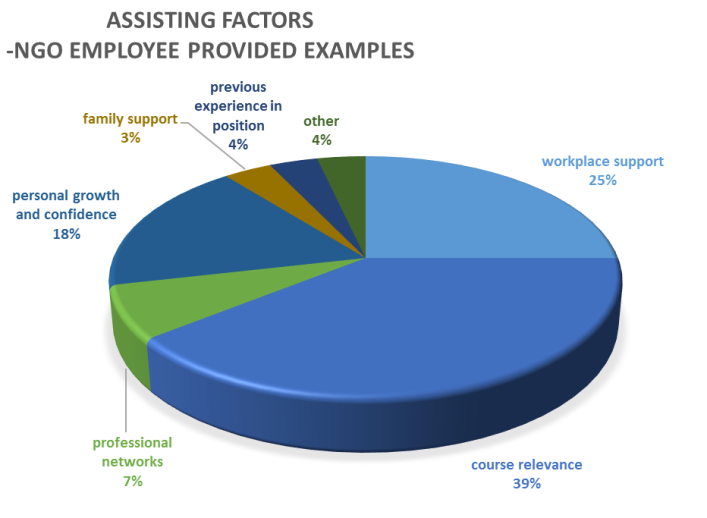 ASSISTING FACTORS
-NGO EMPLOYEE PROVIDED EXAMPLES
previous
experience in
position
4%
family support
3%
other
4%
workplace support
25%
personal growth
and confidence
18%
professional
networks
7%
course relevance
39%